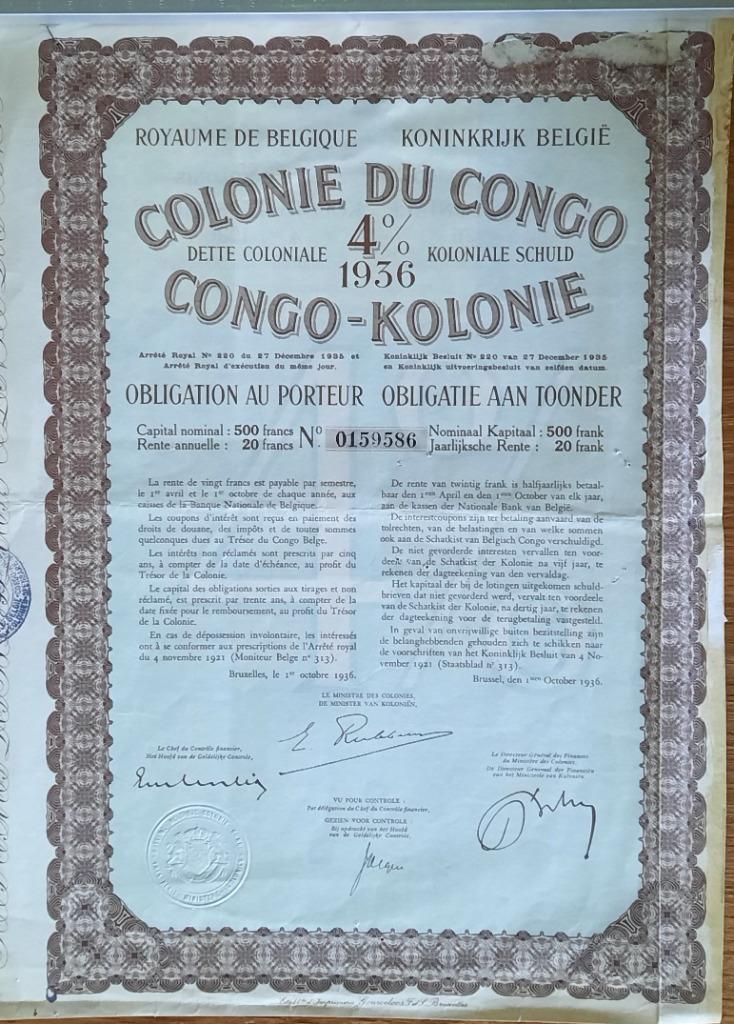 ROYAUME DE BELGIQUE KONINKRIJK BELGIË
COLONIE DU CONGO
DETTE COLONIALE 4% KOLONIALE SCHULD
1936
CONGO-KOLONIE
Arrêté Royal Nº 220 du 27 Décembre 1935 et
Arrêté Royal d'exécution du même jour.
Koninklijk Besluit Nº 220 van 27 December 1935
en Koninklijk uitvoeringsbesluit van zelfden datum.
OBLIGATION AU PORTEUR OBLIGATIE AAN TOONDER
Capital nominal : 500 francs
Rente annuelle : 20 francs
Nº. 0159586
Nominaal Kapitaal : 500 frank
Jaarlijksche Rente : 20 frank
La rente de vingt francs est payable par semestre,
le 1er avril et le 1er octobre de chaque année, aux
caisses de la Banque Nationale de Belgique.
Les coupons d'intérêt sont reçus en paiement des
droits de douane, des impôts et de toutes sommes
quelconques dues au Trésor du Congo Belge.
Les intérêts non réclamés sont prescrits par cinq
ans, à compter de la date d'échéance, au profit du
Trésor de la Colonie.
Le capital des obligations sorties aux tirages et non
réclamé, est prescrit par trente ans, à compter de la
date fixée pour le remboursement, au profit du Trésor
de la Colonie.
En cas de dépossession involontaire, les intéressés
ont à se conformer aux prescriptions de l'Arrêté royal
du 4 novembre 1921 (Moniteur Belge nº 313).
Bruxelles, le 1er octobre 1936.
De rente van twintig frank is halfjaarlijks betaal-
baar den 1sten April en den 1sten October van elk jaar,
aan de kassen der Nationale Bank van België.
De interestcoupons zijn ter betaling aanvaard van de
tolrechten, van de belastingen en van welke sommen
ook aan de Schatkist van Belgisch Congo verschuldigd.
De niet gevorderde interesten vervallen ten voor-
deele van de Schatkist der Kolonie na vijf jaar, te
rekenen der dagteekening van den vervaldag.
Het kapitaal der bij de lotingen uitgekomen schuld-
brieven dat niet gevorderd werd, vervalt ten voordeele
van de Schatkist der Kolonie, na dertig jaar, te rekenen
der dagteekening voor de terugbetaling vastgesteld.
In geval van onvrijwillige buiten bezitstelling zijn
de belanghebbenden gehouden zich te schikken naar
de voorschriften van het Koninklijk Besluit van 4 No-
vember 1921 (Staatsblad nº 313).
Brussel, den 1sten October 1936.
LE MINISTRE DES COLONIES,
DE MINISTER VAN KOLONIËN,
Le Chef du Contrôle financier,
Het Hoofd van de Geldelijke Controle,
Le Directeur Général des Finances
du Ministère des Colonies,
De Directeur Generaal der Financiën
van het Ministerie van Koloniën,
VU POUR CONTROLE :
Par délégation du Chef du Contrôle financier,
GEZIEN VOOR CONTROLE :
Bij opdracht van het Hoofd
van de Geldelijke Controle,